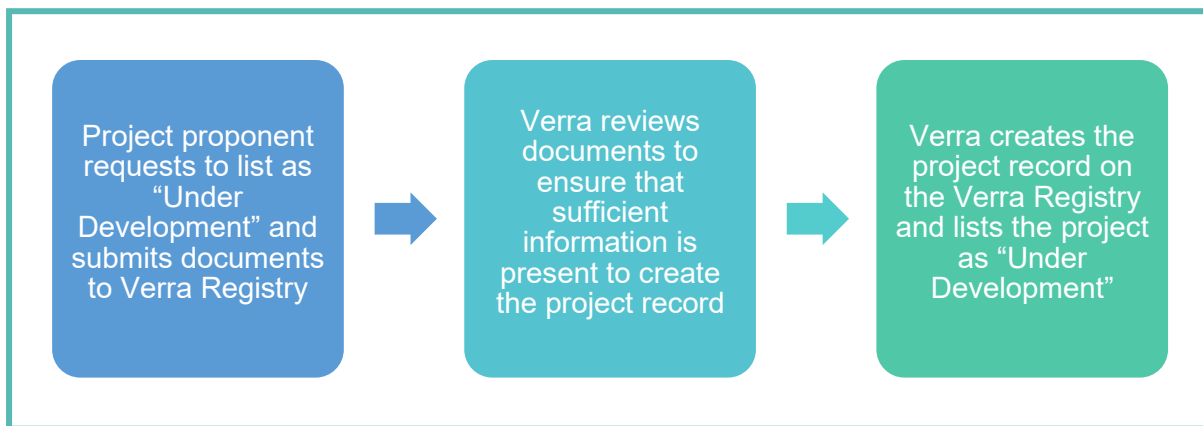 Project proponent
requests to list as
“Under
Development” and
submits documents
to Verra Registry
Verra reviews
documents to
ensure that
sufficient
information is
present to create
the project record
Verra creates the
project record on
the Verra Registry
and lists the project
as “Under
Development”